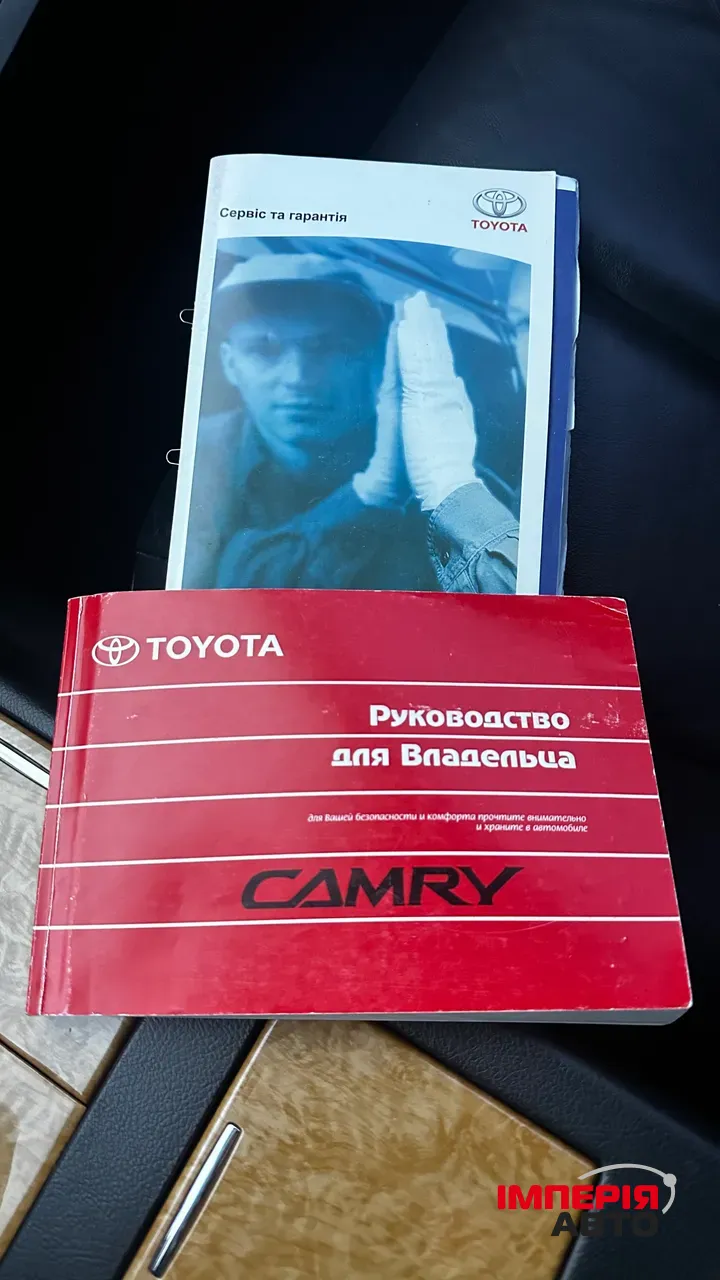 Сервіс та гарантія
TOYOTA
TOYOTA
Руководство
для Владельца
для Вашей безопасности и комфорта прочтите внимательно
и храните в автомобиле
CAMRY
ІМПЕРІЯ
АВТО